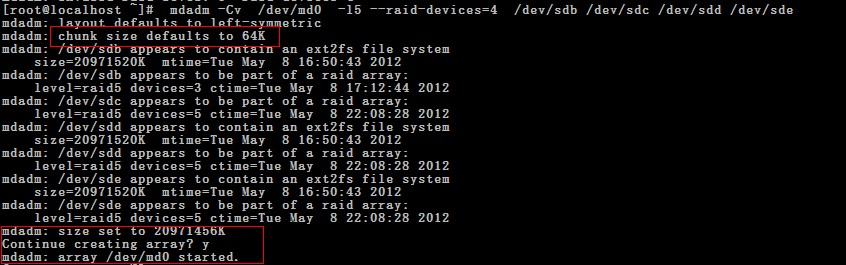 [root@localhost ~]#  mdadm -Cv  /dev/md0  -l5 --raid-devices=4  /dev/sdb /dev/sdc /dev/sdd /dev/sde
mdadm: layout defaults to left-symmetric
mdadm: chunk size defaults to 64K
mdadm: /dev/sdb appears to contain an ext2fs file system
    size=20971520K  mtime=Tue May  8 16:50:43 2012
mdadm: /dev/sdb appears to be part of a raid array:
    level=raid5 devices=3 ctime=Tue May  8 17:12:44 2012
mdadm: /dev/sdc appears to be part of a raid array:
    level=raid5 devices=5 ctime=Tue May  8 22:08:28 2012
mdadm: /dev/sdd appears to contain an ext2fs file system
    size=20971520K  mtime=Tue May  8 16:50:43 2012
mdadm: /dev/sdd appears to be part of a raid array:
    level=raid5 devices=5 ctime=Tue May  8 22:08:28 2012
mdadm: /dev/sde appears to contain an ext2fs file system
    size=20971520K  mtime=Tue May  8 16:50:43 2012
mdadm: /dev/sde appears to be part of a raid array:
    level=raid5 devices=5 ctime=Tue May  8 22:08:28 2012
mdadm: size set to 20971456K
Continue creating array? y
mdadm: array /dev/md0 started.